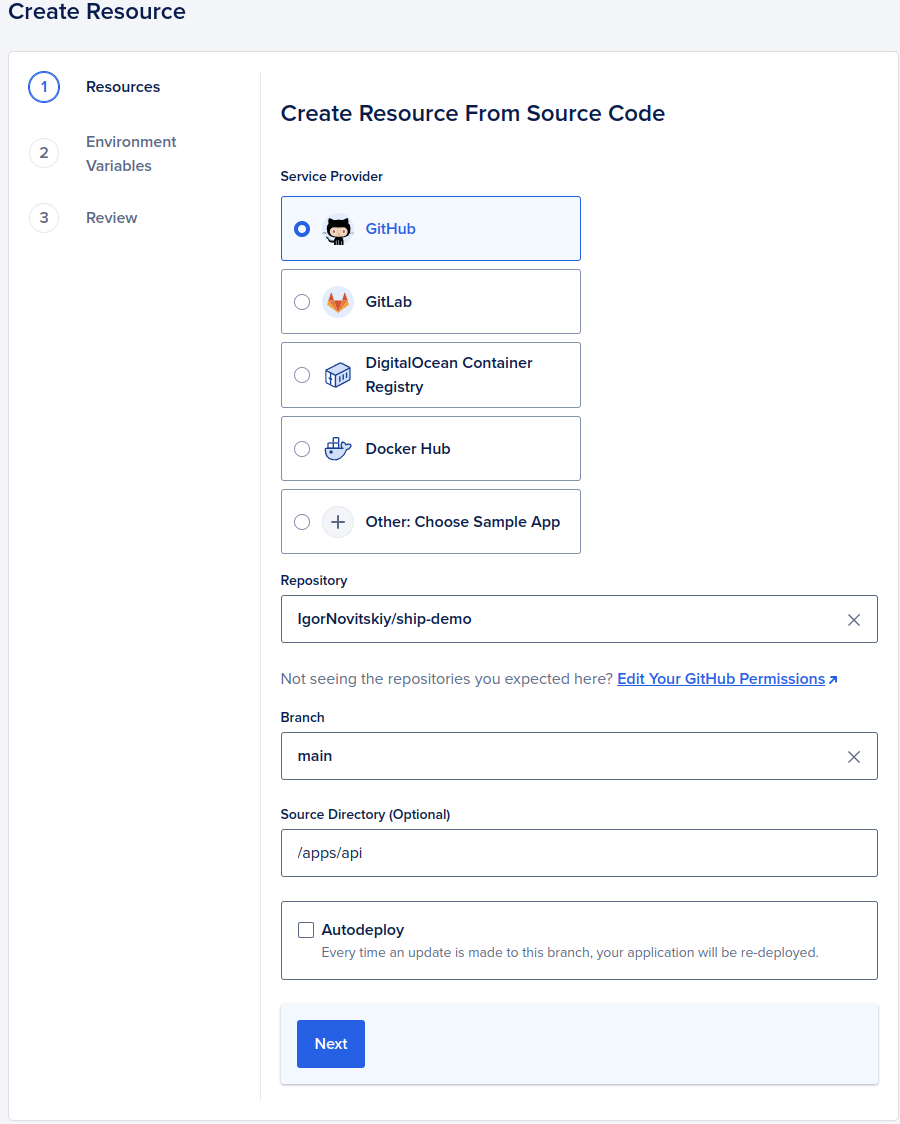 Create Resource
1
Resources
2
Environment
Variables
3
Review
Create Resource From Source Code
Service Provider
GitHub
GitLab
DigitalOcean Container
Registry
Docker Hub
Other: Choose Sample App
Repository
IgorNovitskiy/ship-demo
Not seeing the repositories you expected here? Edit Your GitHub Permissions
Branch
main
Source Directory (Optional)
/apps/api
Autodeploy
Every time an update is made to this branch, your application will be re-deployed.
Next